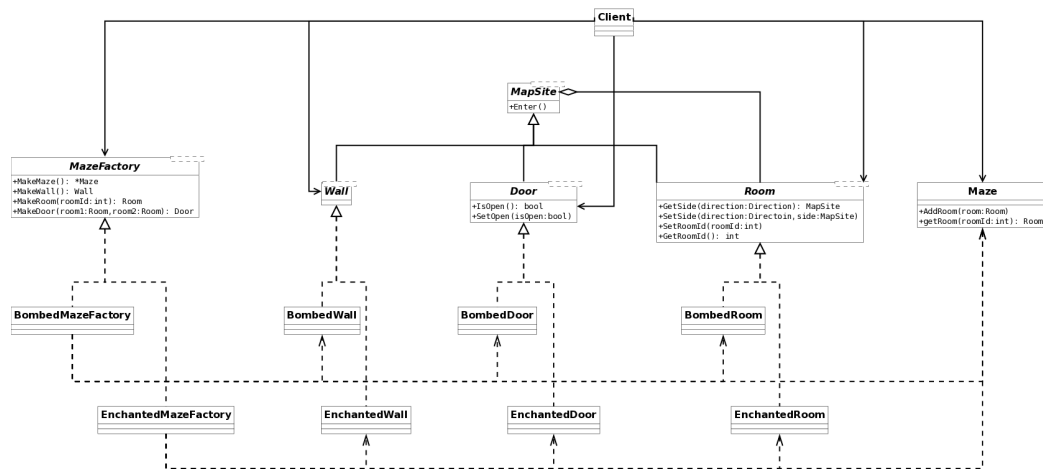 Client
MapSite
+Enter()
MazeFactory
+MakeMaze(): *Maze
+MakeWall(): Wall
+MakeRoom(roomId:int): Room
+MakeDoor(room1:Room,room2:Room): Door
Wall
Door
+IsOpen(): bool
+SetOpen(isOpen:bool)
Room
+GetSide(direction:Direction): MapSite
+SetSide(direction:Directoin,side:MapSite)
+SetRoomId(roomId:int)
+GetRoomId(): int
Maze
+AddRoom(room:Room)
+getRoom(roomId:int): Room
BombedMazeFactory
BombedWall
BombedDoor
BombedRoom
EnchantedMazeFactory
EnchantedWall
EnchantedDoor
EnchantedRoom